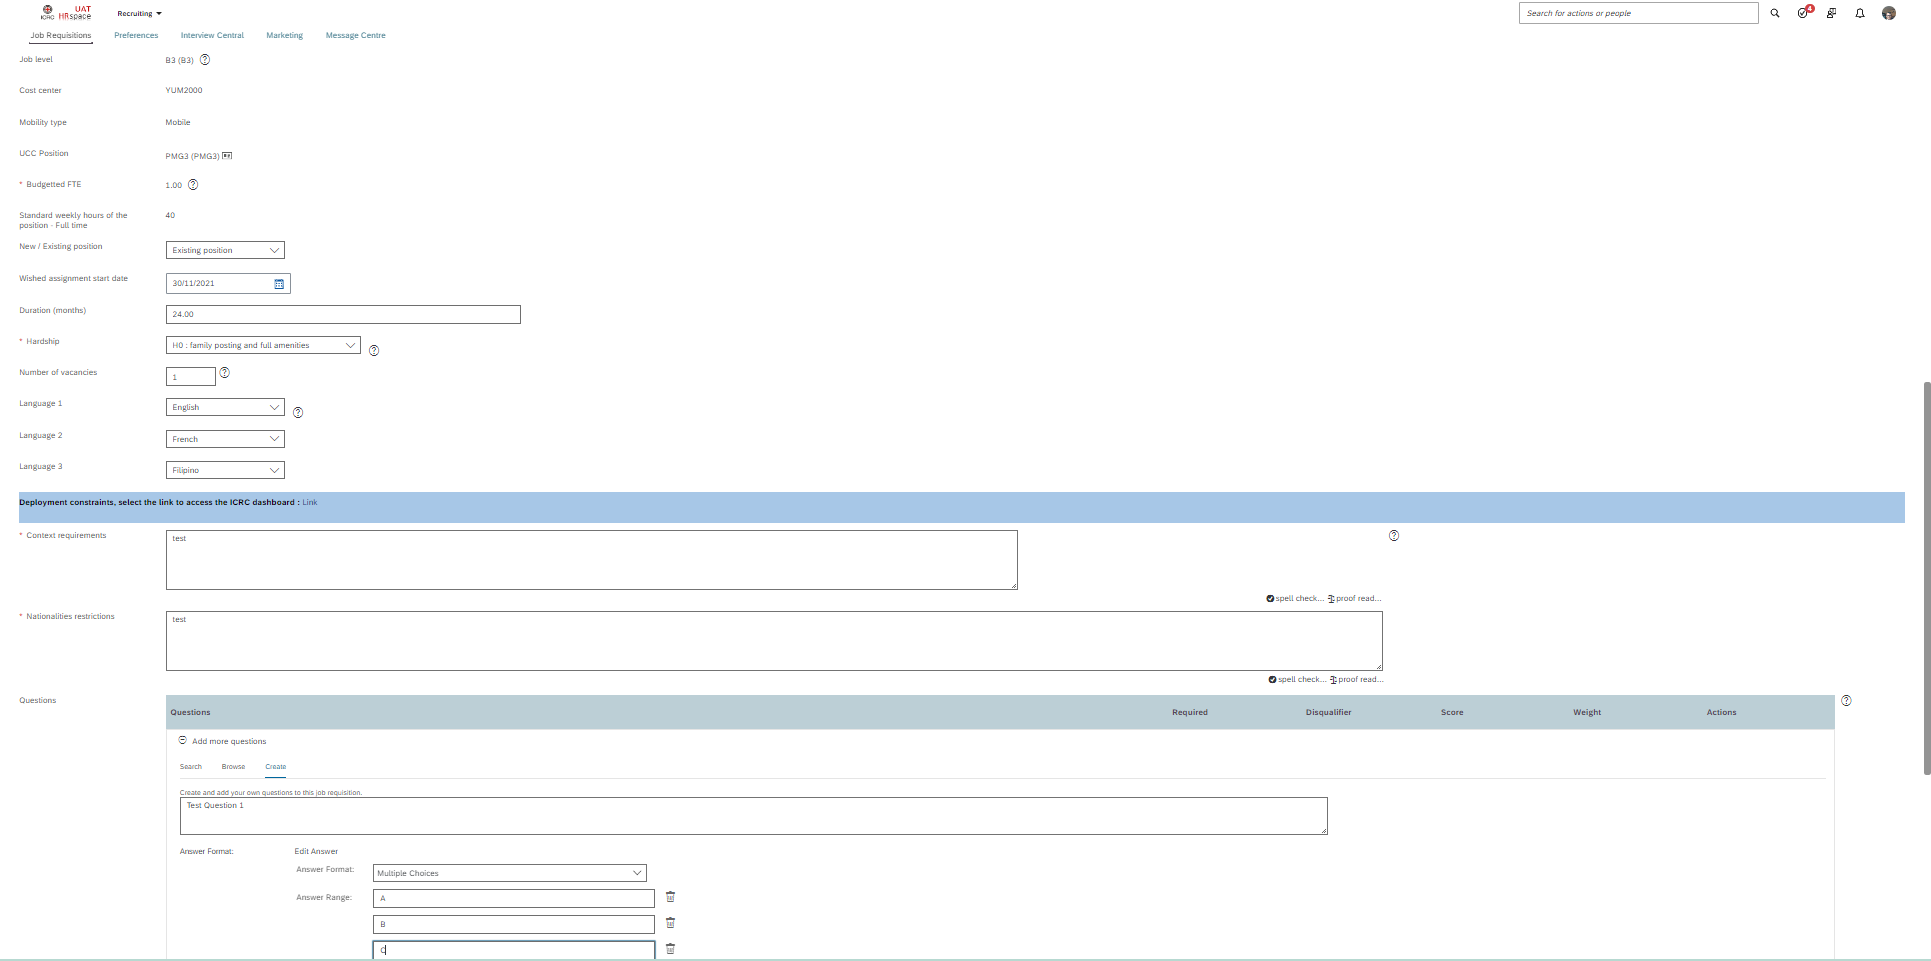 ICRC
UAT
HRspace
Recruiting
Search for actions or people
4
Job Requisitions
Preferences
Interview Central
Marketing
Message Centre
Job level
B3 (B3)
Cost center
YUM2000
Mobility type
Mobile
UCC Position
PMG3 (PMG3)
* Budgetted FTE
1.00
Standard weekly hours of the
position - Full time
40
New / Existing position
Existing position
Wished assignment start date
30/11/2021
Duration (months)
24.00
* Hardship
H0 : family posting and full amenities
Number of vacancies
1
Language 1
English
Language 2
French
Language 3
Filipino
Deployment constraints, select the link to access the ICRC dashboard : Link
* Context requirements
test
spell check... proof read...
* Nationalities restrictions
test
spell check... proof read...
Questions
Questions
Required
Disqualifier
Score
Weight
Actions
Add more questions
Search
Browse
Create
Create and add your own questions to this job requisition.
Test Question 1
Answer Format:
Edit Answer
Answer Format:
Multiple Choices
Answer Range:
A
B
C